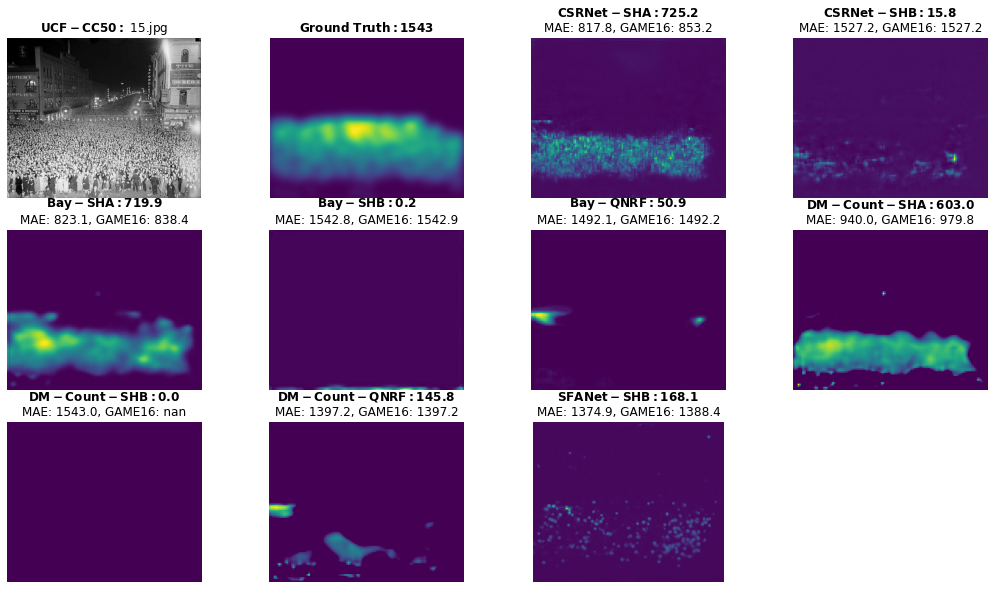 UCF − CC50 : 15.jpg
Ground Truth : 1543
CSRNet − SHA : 725.2
MAE: 817.8, GAME16: 853.2
CSRNet − SHB : 15.8
MAE: 1527.2, GAME16: 1527.2
Bay − SHA : 719.9
MAE: 823.1, GAME16: 838.4
Bay − SHB : 0.2
MAE: 1542.8, GAME16: 1542.9
Bay − QNRF : 50.9
MAE: 1492.1, GAME16: 1492.2
DM − Count − SHA : 603.0
MAE: 940.0, GAME16: 979.8
DM − Count − SHB : 0.0
MAE: 1543.0, GAME16: nan
DM − Count − QNRF : 145.8
MAE: 1397.2, GAME16: 1397.2
SFANet − SHB : 168.1
MAE: 1374.9, GAME16: 1388.4